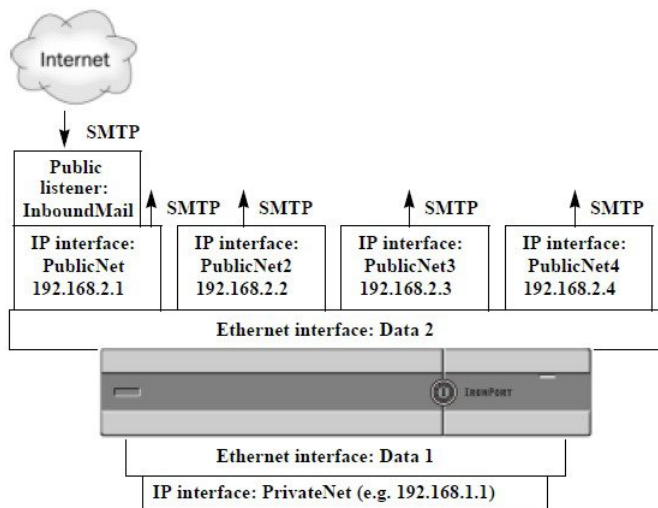 Internet
SMTP
Public
listener:
InboundMail
SMTP
SMTP
SMTP
SMTP
IP interface:
PublicNet
192.168.2.1
IP interface:
PublicNet2
192.168.2.2
IP interface:
PublicNet3
192.168.2.3
IP interface:
PublicNet4
192.168.2.4
Ethernet interface: Data 2
IRONPORT
Ethernet interface: Data 1
IP interface: PrivateNet (e.g. 192.168.1.1)